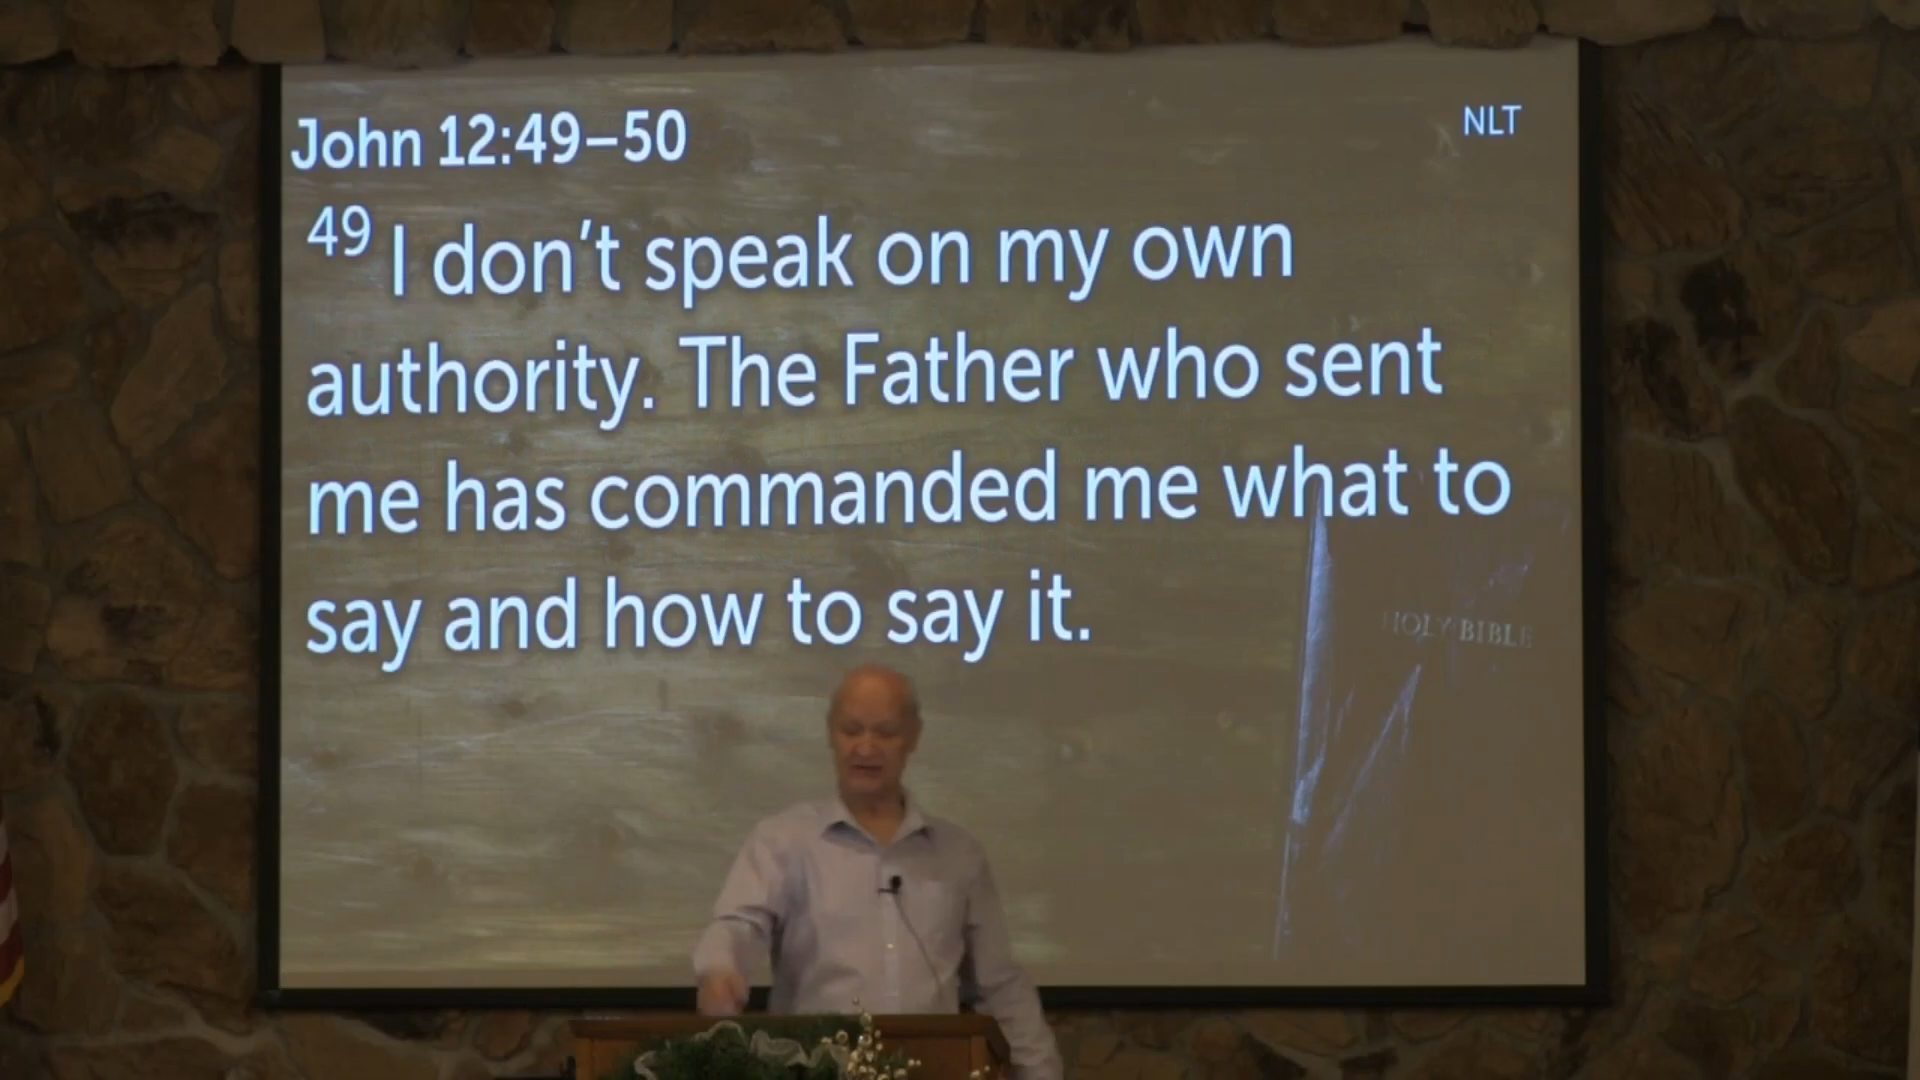 John 12:49–50
NLT
49 I don't speak on my own
authority. The Father who sent
me has commanded me what to
say and how to say it.
HOLY BIBLE